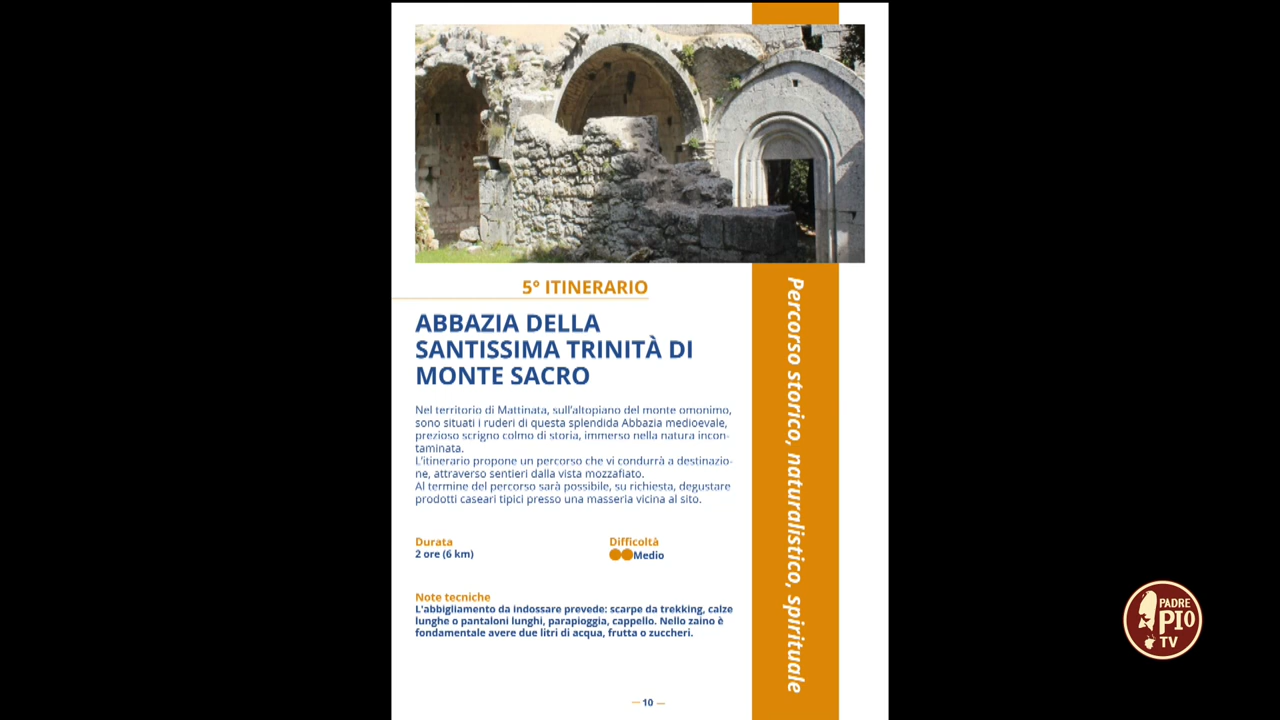 5° ITINERARIO
ABBAZIA DELLA
SANTISSIMA TRINITÀ DI
MONTE SACRO
Nel territorio di Mattinata, sull'altopiano del monte omonimo,
sono situati i ruderi di questa splendida Abbazia medioevale,
prezioso scrigno colmo di storia, immerso nella natura incon-
taminata.
L'itinerario propone un percorso che vi condurrà a destinazio-
ne, attraverso sentieri dalla vista mozzafiato.
Al termine del percorso sarà possibile, su richiesta, degustare
prodotti caseari tipici presso una masseria vicina al sito.
Durata
2 ore (6 km)
Difficoltà
Medio
Note tecniche
L'abbigliamento da indossare prevede: scarpe da trekking, calze
lunghe o pantaloni lunghi, parapioggia, cappello. Nello zaino è
fondamentale avere due litri di acqua, frutta o zuccheri.
— 10 —
Percorso storico, naturalistico, spirituale
PADRE
PIO
TV